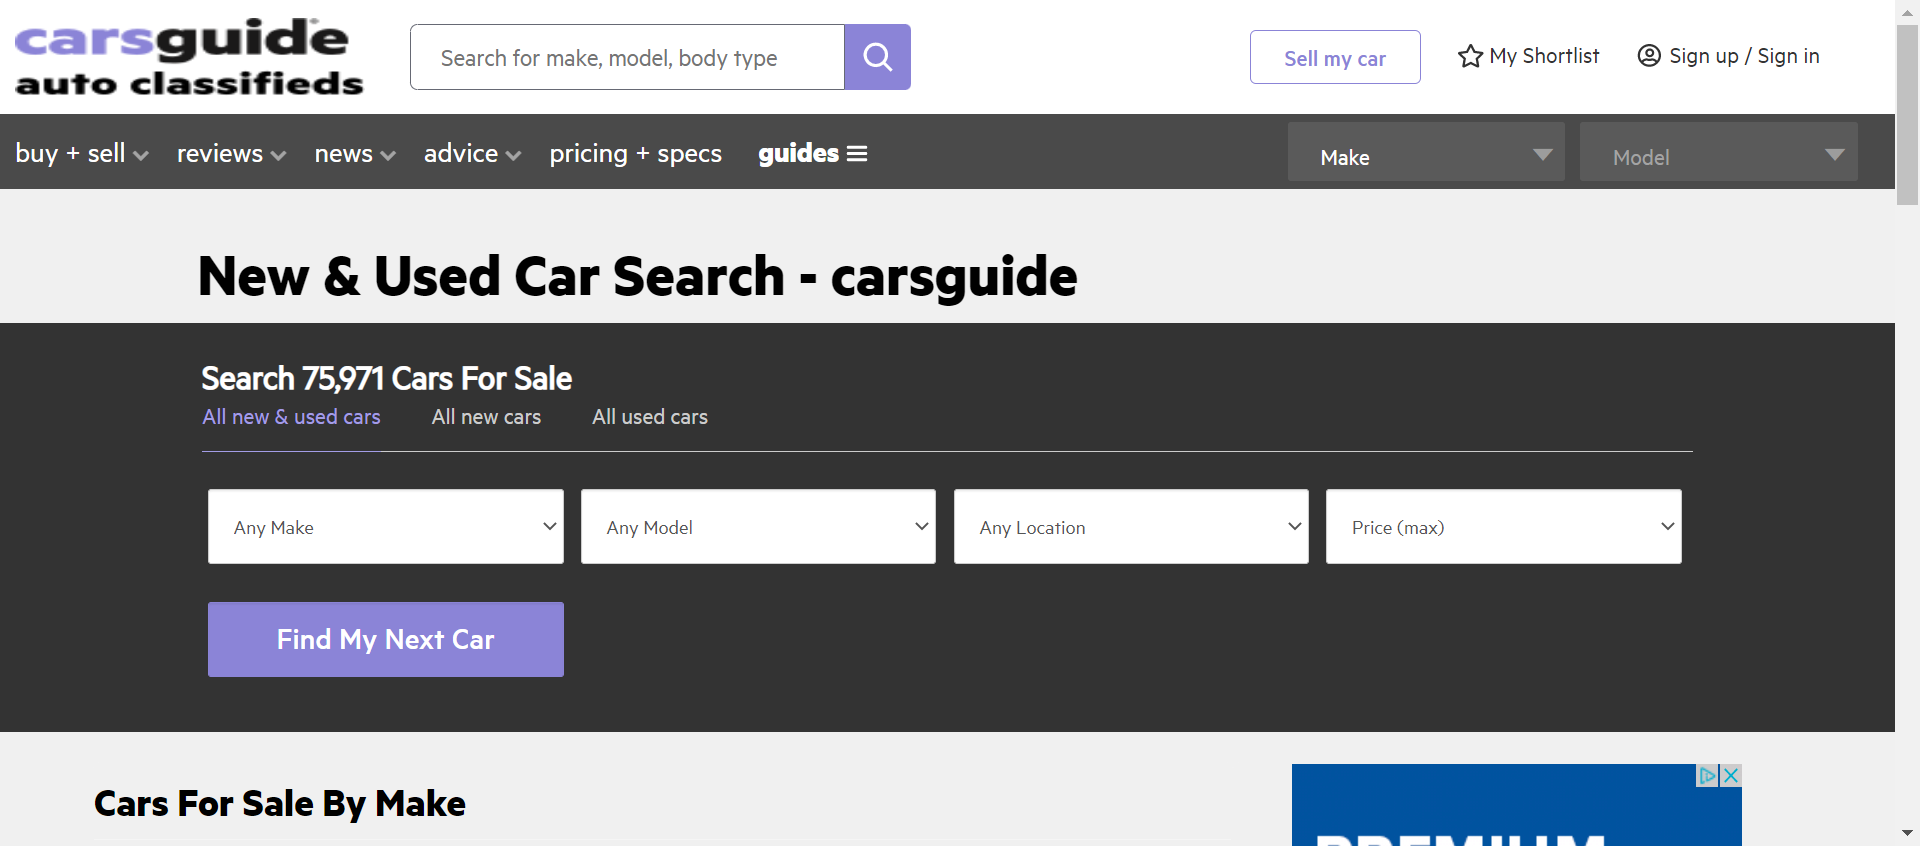 carsguide
auto classifieds
Search for make, model, body type
Sell my car
My Shortlist
Sign up / Sign in
buy + sell
reviews
news
advice
pricing + specs
guides
Make
Model
New & Used Car Search - carsguide
Search 75,971 Cars For Sale
All new & used cars
All new cars
All used cars
Any Make
Any Model
Any Location
Price (max)
Find My Next Car
Cars For Sale By Make
PREMIUM